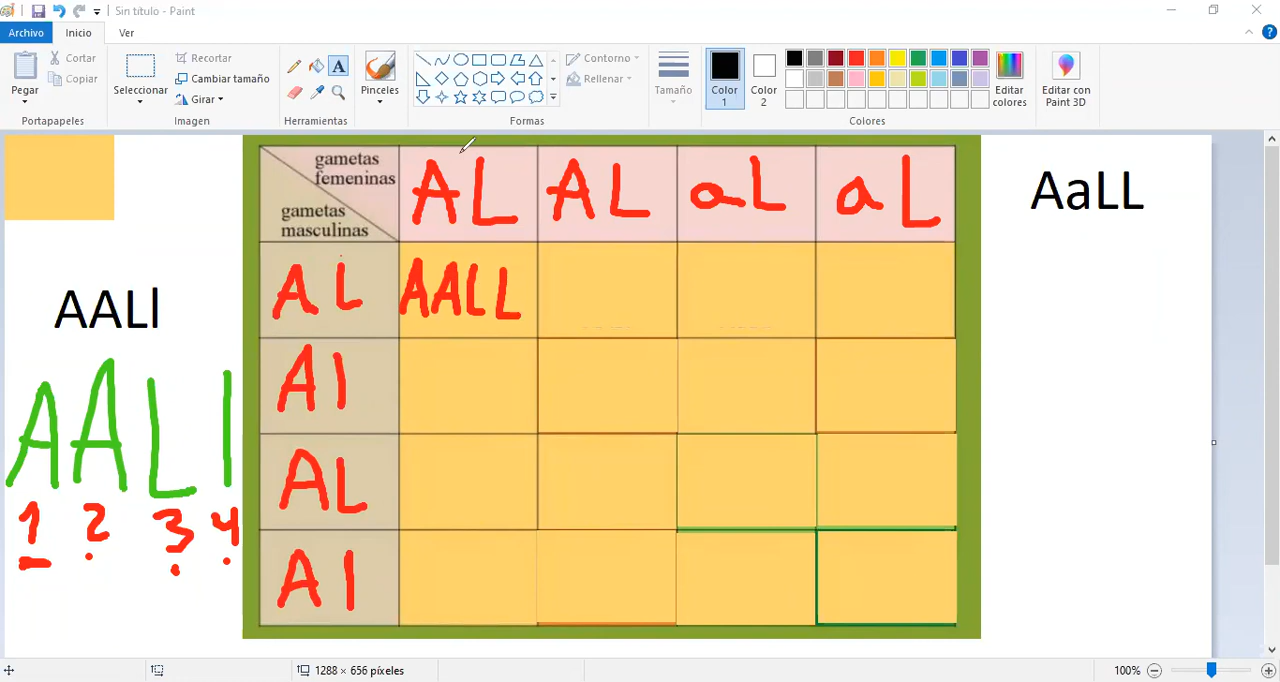 Sin título - Paint
Archivo Inicio Ver
Pegar
Cortar
Copiar
Portapapeles
Seleccionar
Recortar
Cambiar tamaño
Girar
Imagen
A
Herramientas
Pinceles
Contorno
Rellenar
Formas
Tamaño
Color 1
Color 2
Editar colores
Colores
Editar con Paint 3D
gametas femeninas
gametas masculinas
AL AL aL aL
AL AALL
Al
AL
Al
AALl
AALl
1 2 3 4
AaLL
1288 × 656 píxeles
100%